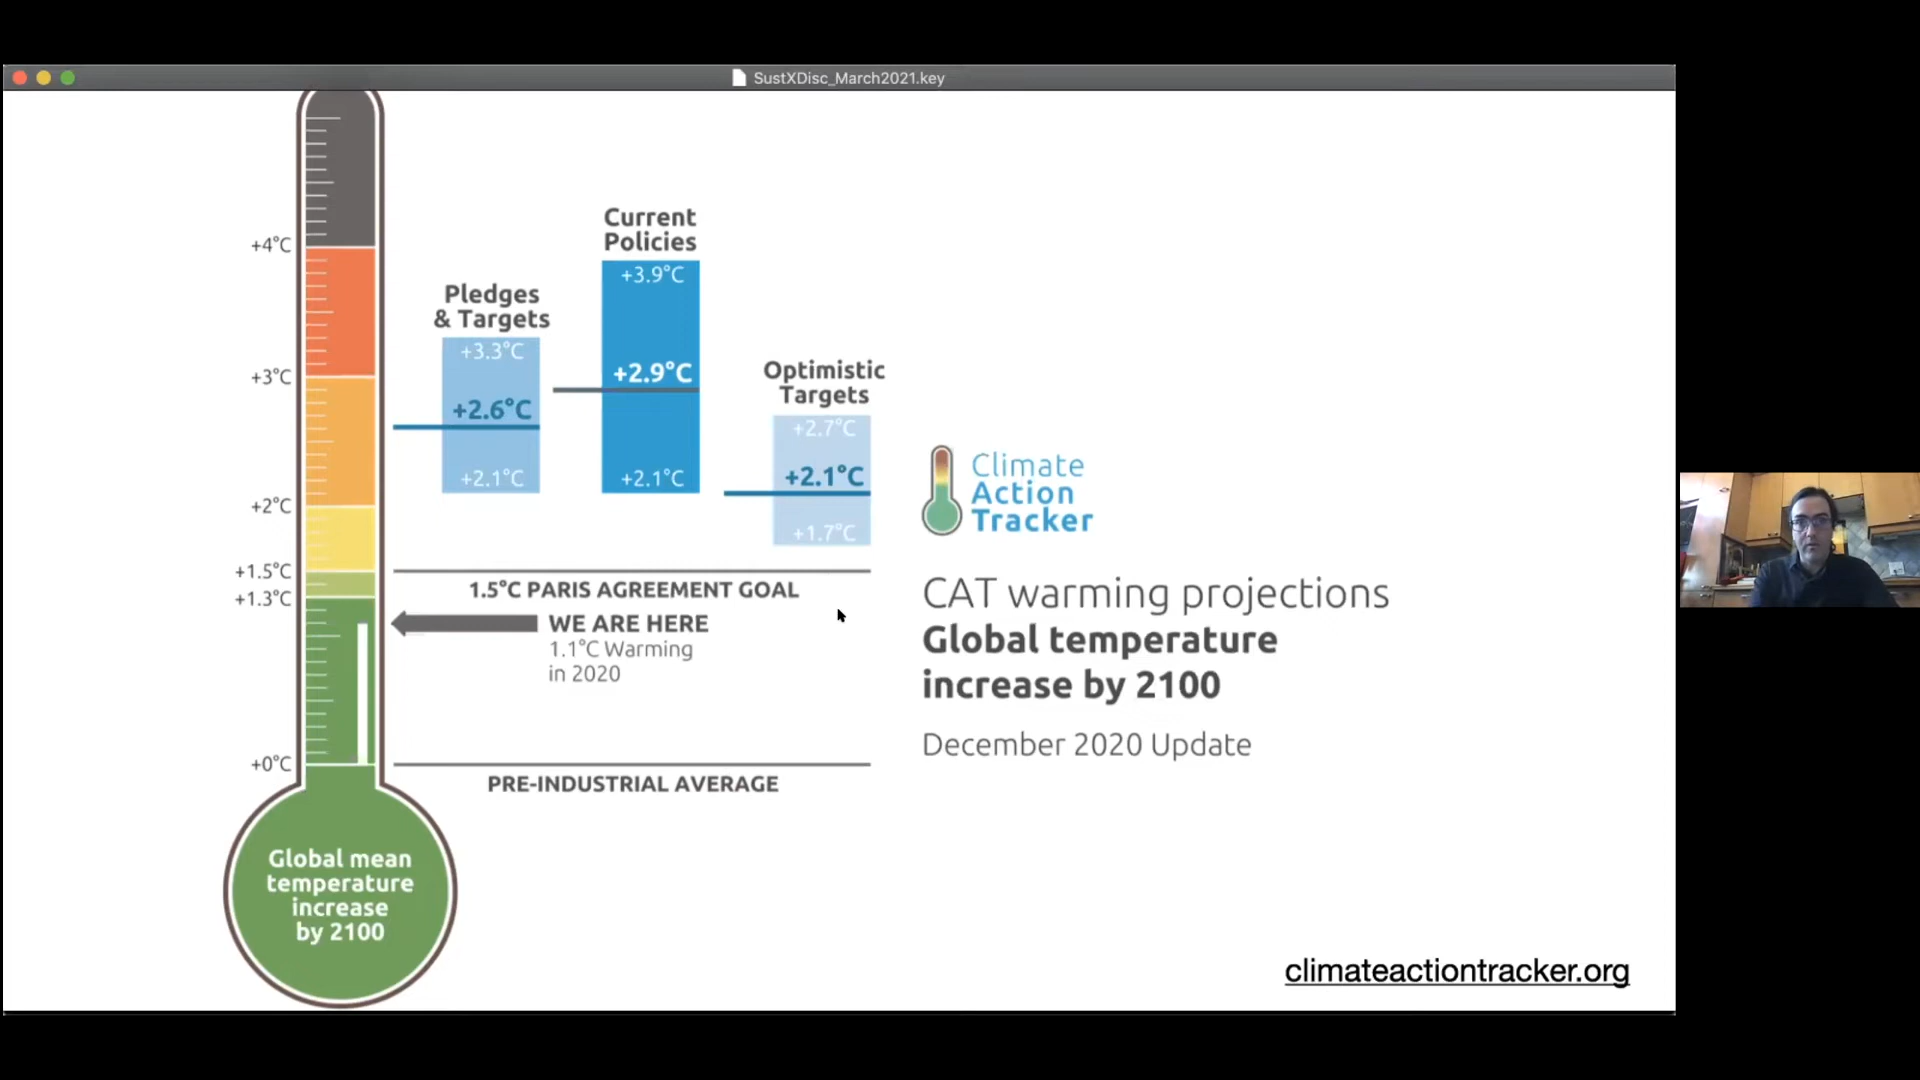 SustXDisc_March2021.key
+4°C
+3°C
+2°C
+1.5°C
+1.3°C
+0°C
Global mean
temperature
increase
by 2100
Pledges
& Targets
+3.3°C
+2.6°C
+2.1°C
Current
Policies
+3.9°C
+2.9°C
+2.1°C
Optimistic
Targets
+2.7°C
+2.1°C
+1.7°C
1.5°C PARIS AGREEMENT GOAL
WE ARE HERE
1.1°C Warming
in 2020
PRE-INDUSTRIAL AVERAGE
Climate
Action
Tracker
CAT warming projections
Global temperature
increase by 2100
December 2020 Update
climateactiontracker.org